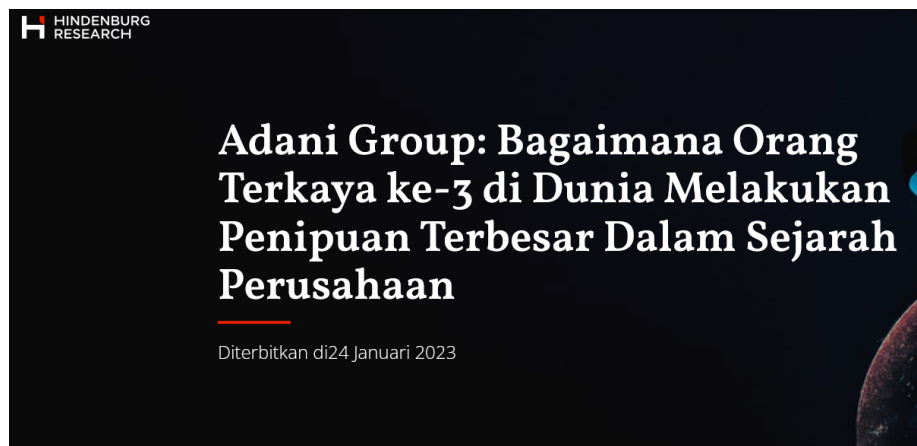 HINDENBURG
RESEARCH
Adani Group: Bagaimana Orang
Terkaya ke-3 di Dunia Melakukan
Penipuan Terbesar Dalam Sejarah
Perusahaan
Diterbitkan di24 Januari 2023